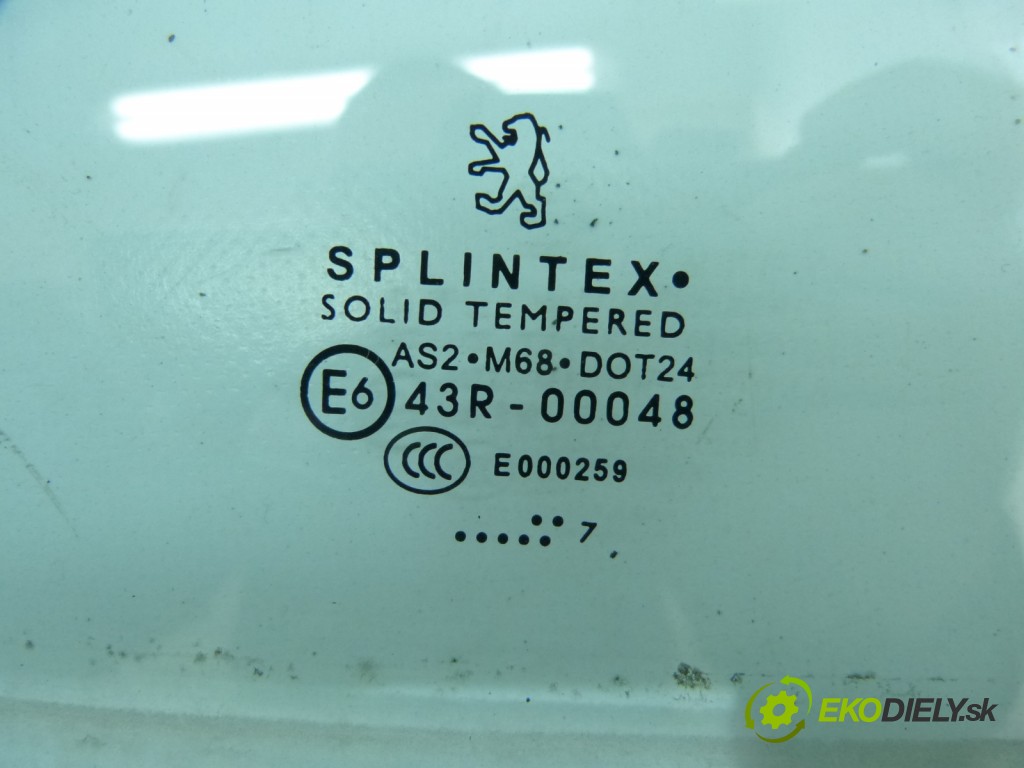 SPLINTEX•
SOLID TEMPERED
AS2•M68•DOT24
E6 43R-00048
CCC E000259
7
EKODIELY.sk